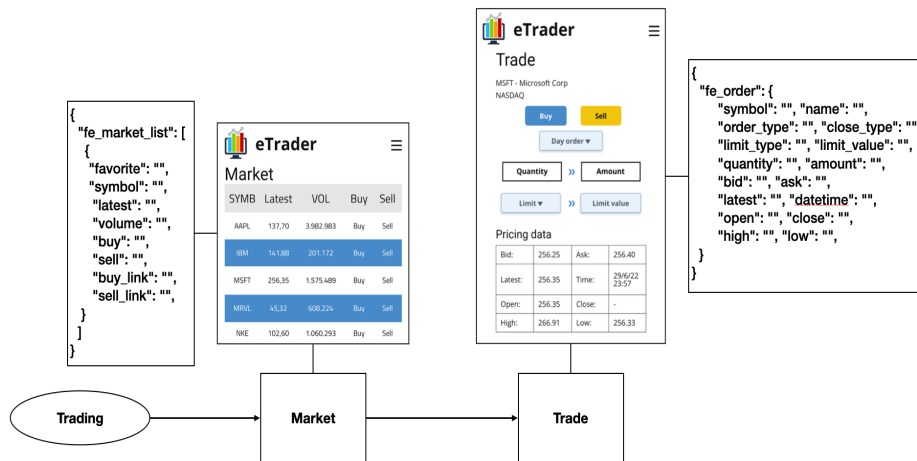 {
"fe_market_list": [
{
"favorite": "",
"symbol": "",
"latest": "",
"volume": "",
"buy": "",
"sell": "",
"buy_link": "",
"sell_link": "",
}
]
}
eTrader
Market
SYMB Latest VOL Buy Sell
AAPL 137,70 3.982.983 Buy Sell
IBM 141,88 201.172 Buy Sell
MSFT 256,35 1.575.489 Buy Sell
MRVL 45,32 608.224 Buy Sell
NKE 102,60 1.060.293 Buy Sell
eTrader
Trade
MSFT - Microsoft Corp
NASDAQ
Buy Sell
Day order ▼
Quantity » Amount
Limit ▼ » Limit value
Pricing data
Bid: 256.25 Ask: 256.40
Latest: 256.35 Time: 29/6/22
23:57
Open: 256.35 Close: -
High: 266.91 Low: 256.33
{
"fe_order": {
"symbol": "", "name": "",
"order_type": "", "close_type": ""
"limit_type": "", "limit_value": "",
"quantity": "", "amount": "",
"bid": "", "ask": "",
"latest": "", "datetime": "",
"open": "", "close": "",
"high": "", "low": "",
}
}
Trading
Market
Trade